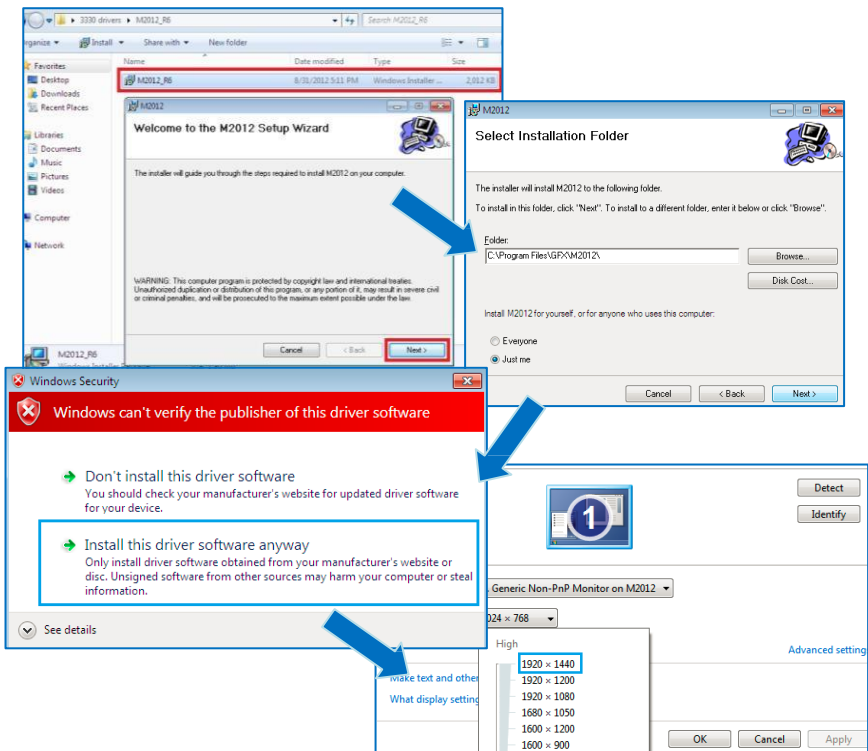 3330 drivers ▸ M2012_R6
Search M2012_R6
Install ▾ Share with ▾ New folder
Name Date modified Type Size
M2012_R6 8/31/2012 5:11 PM Windows Installer ... 2,012 KB
Favorites
Desktop
Downloads
Recent Places
Libraries
Documents
Music
Pictures
Videos
Computer
Network
M2012_R6
M2012
Welcome to the M2012 Setup Wizard
The installer will guide you through the steps required to install M2012 on your computer.
WARNING: This computer program is protected by copyright law and international treaties.
Unauthorized duplication or distribution of this program, or any portion of it, may result in severe civil
or criminal penalties, and will be prosecuted to the maximum extent possible under the law.
Cancel < Back Next >
M2012
Select Installation Folder
The installer will install M2012 to the following folder.
To install in this folder, click "Next". To install to a different folder, enter it below or click "Browse".
Folder:
C:\Program Files\GFX\M2012\
Browse...
Disk Cost...
Install M2012 for yourself, or for anyone who uses this computer:
Everyone
Just me
Cancel < Back Next >
Windows Security
Windows can't verify the publisher of this driver software
Don't install this driver software
You should check your manufacturer's website for updated driver software
for your device.
Install this driver software anyway
Only install driver software obtained from your manufacturer's website or
disc. Unsigned software from other sources may harm your computer or steal
information.
See details
1
Detect
Identify
Generic Non-PnP Monitor on M2012
024 × 768
High
1920 × 1440
1920 × 1200
1920 × 1080
1680 × 1050
1600 × 1200
1600 × 900
Advanced setting
Make text and other
What display setting
OK Cancel Apply